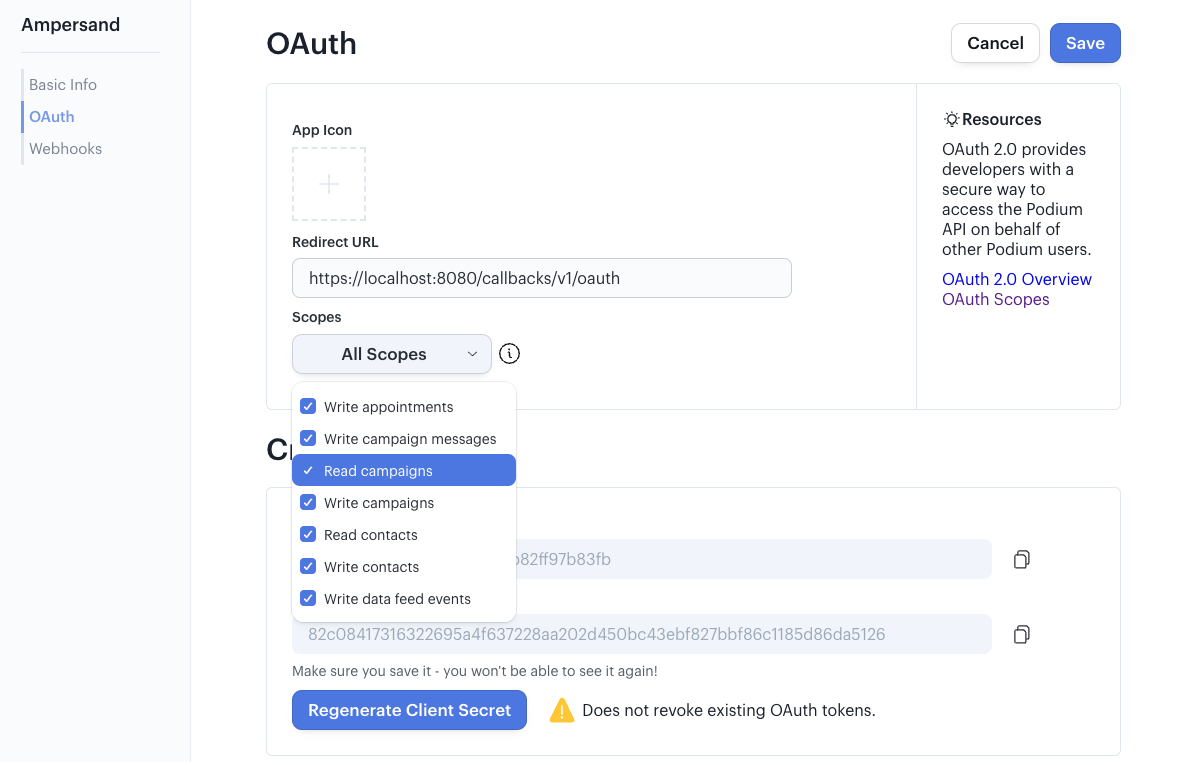 Ampersand
Basic Info
OAuth
Webhooks
OAuth
Cancel
Save
App Icon
Redirect URL
https://localhost:8080/callbacks/v1/oauth
Scopes
All Scopes
Write appointments
Write campaign messages
Read campaigns
Write campaigns
Read contacts
Write contacts
Write data feed events
Resources
OAuth 2.0 provides
developers with a
secure way to
access the Podium
API on behalf of
other Podium users.
OAuth 2.0 Overview
OAuth Scopes
82ff97b83fb
82c08417316322695a4f637228aa202d450bc43ebf827bbf86c1185d86da5126
Make sure you save it - you won't be able to see it again!
Regenerate Client Secret
Does not revoke existing OAuth tokens.